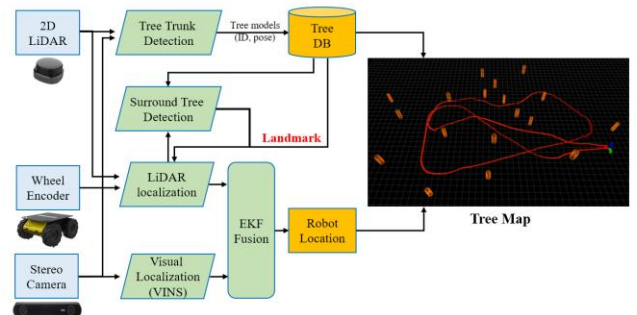 2D
LiDAR
Tree Trunk
Detection
Tree models
(ID, pose)
Tree
DB
Surround Tree
Detection
Landmark
Wheel
Encoder
LiDAR
localization
EKF
Fusion
Robot
Location
Tree Map
Stereo
Camera
Visual
Localization
(VINS)